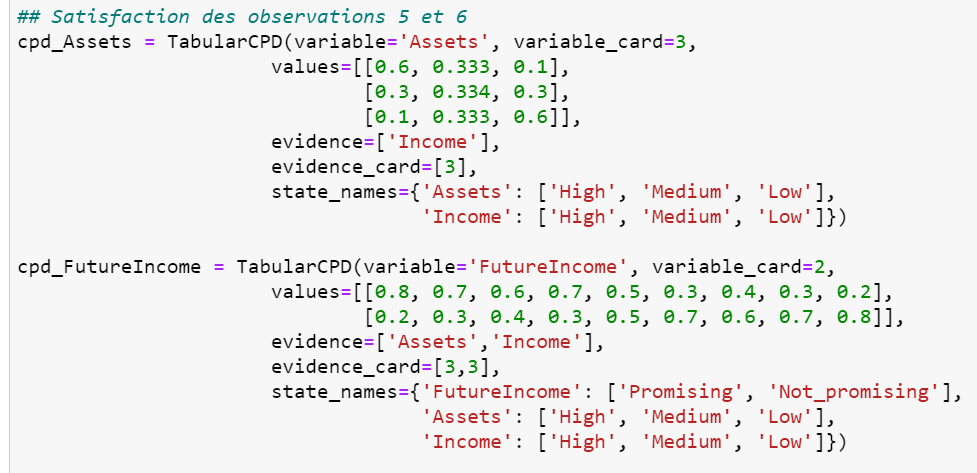 ## Satisfaction des observations 5 et 6
cpd_Assets = TabularCPD(variable='Assets', variable_card=3,
values=[[0.6, 0.333, 0.1],
[0.3, 0.334, 0.3],
[0.1, 0.333, 0.6]],
evidence=['Income'],
evidence_card=[3],
state_names={'Assets': ['High', 'Medium', 'Low'],
'Income': ['High', 'Medium', 'Low']})
cpd_FutureIncome = TabularCPD(variable='FutureIncome', variable_card=2,
values=[[0.8, 0.7, 0.6, 0.7, 0.5, 0.3, 0.4, 0.3, 0.2],
[0.2, 0.3, 0.4, 0.3, 0.5, 0.7, 0.6, 0.7, 0.8]],
evidence=['Assets','Income'],
evidence_card=[3,3],
state_names={'FutureIncome': ['Promising', 'Not_promising'],
'Assets': ['High', 'Medium', 'Low'],
'Income': ['High', 'Medium', 'Low']})